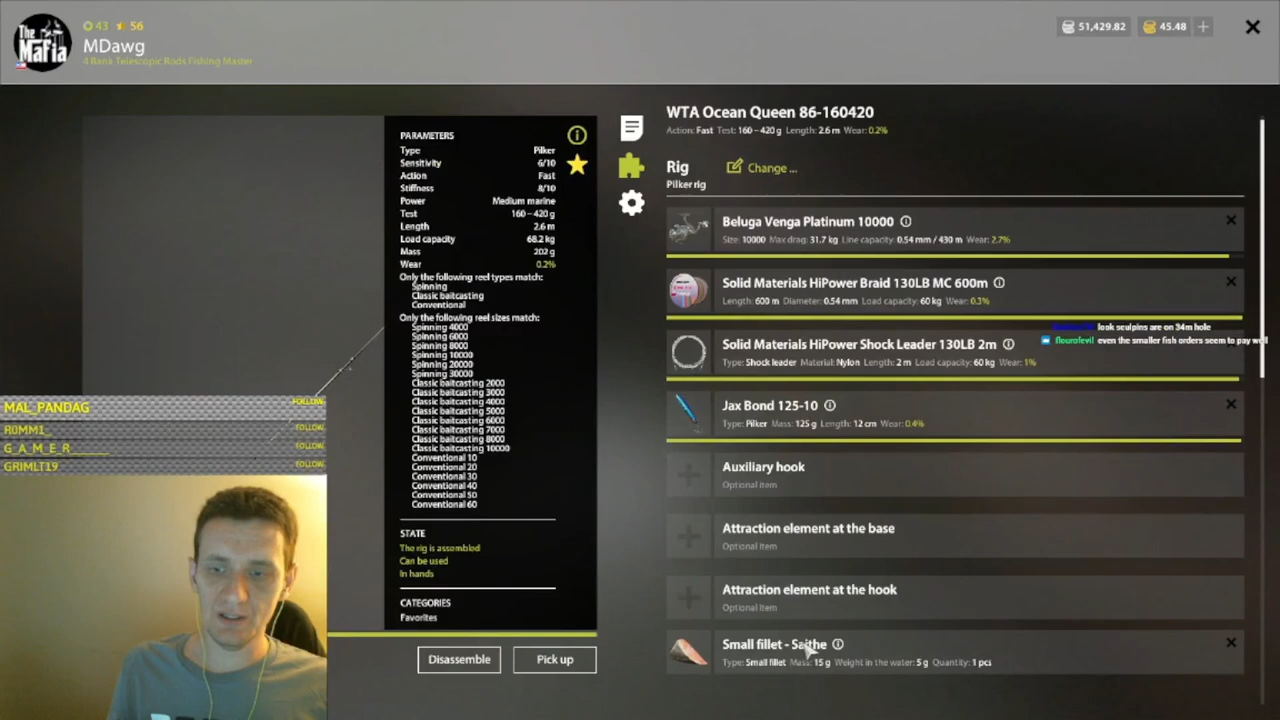 The
Mafia
43 56
MDawg
4 Rank Telescopic Rods Fishing Master
51,429.82 45.48
PARAMETERS
Type Pilker
Sensitivity 6/10
Action Fast
Stiffness 8/10
Power Medium marine
Test 160 – 420 g
Length 2.6 m
Load capacity 68.2 kg
Mass 202 g
Wear 0.2%
Only the following reel types match:
Spinning
Classic baitcasting
Conventional
Only the following reel sizes match:
Spinning 4000
Spinning 6000
Spinning 8000
Spinning 10000
Spinning 20000
Spinning 30000
Classic baitcasting 2000
Classic baitcasting 3000
Classic baitcasting 4000
Classic baitcasting 5000
Classic baitcasting 6000
Classic baitcasting 7000
Classic baitcasting 8000
Classic baitcasting 10000
Conventional 10
Conventional 20
Conventional 30
Conventional 40
Conventional 50
Conventional 60
STATE
The rig is assembled
Can be used
In hands
CATEGORIES
Favorites
Disassemble Pick up
WTA Ocean Queen 86-160420
Action: Fast Test: 160 – 420 g Length: 2.6 m Wear: 0.2%
Rig Change ...
Pilker rig
Beluga Venga Platinum 10000
Size: 10000 Max drag: 31.7 kg Line capacity: 0.54 mm / 430 m Wear: 2.7%
Solid Materials HiPower Braid 130LB MC 600m
Length: 600 m Diameter: 0.54 mm Load capacity: 60 kg Wear: 0.3%
look sculpins are on 34m hole
flourofevil even the smaller fish orders seem to pay well
Solid Materials HiPower Shock Leader 130LB 2m
Type: Shock leader Material: Nylon Length: 2 m Load capacity: 60 kg Wear: 1%
Jax Bond 125-10
Type: Pilker Mass: 125 g Length: 12 cm Wear: 0.4%
Auxiliary hook
Optional item
Attraction element at the base
Optional item
Attraction element at the hook
Optional item
Small fillet - Saithe
Type: Small fillet Mass: 15 g Weight in the water: 5 g Quantity: 1 pcs
MAL_PANDAG FOLLOW
R0MM1_ FOLLOW
G_A_M_E_R______ FOLLOW
GRIMLT19 FOLLOW